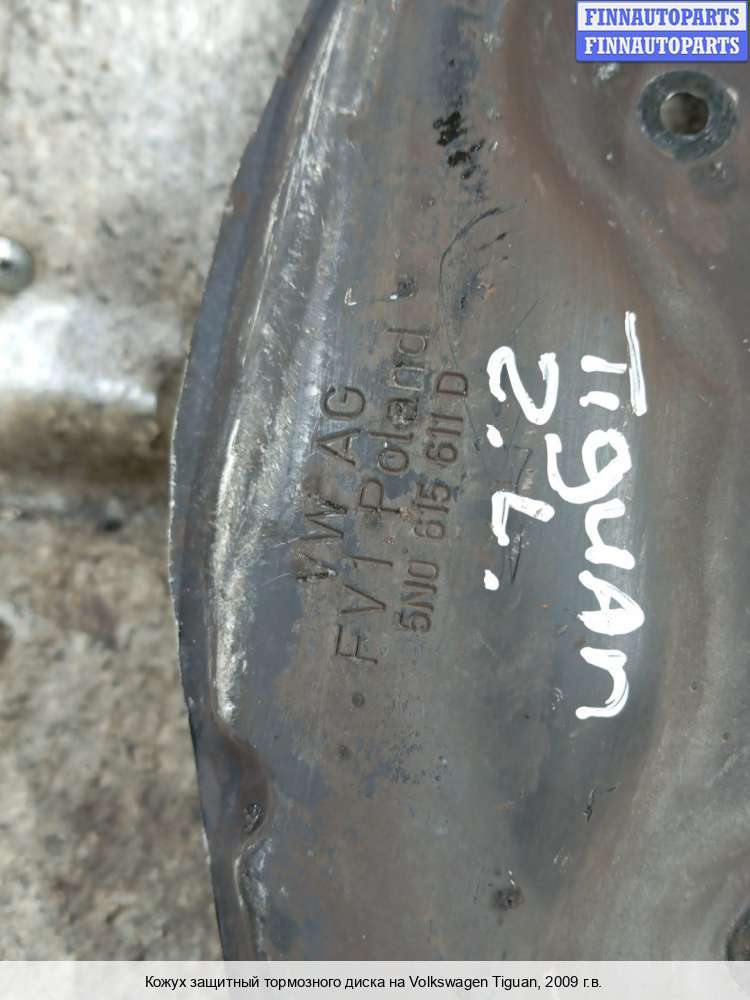 FINNAUTOPARTS
FINNAUTOPARTS
VW AG
FV1 Poland
5N0 615 611 D
TIguAn
2.L.
Кожух защитный тормозного диска на Volkswagen Tiguan, 2009 г.в.